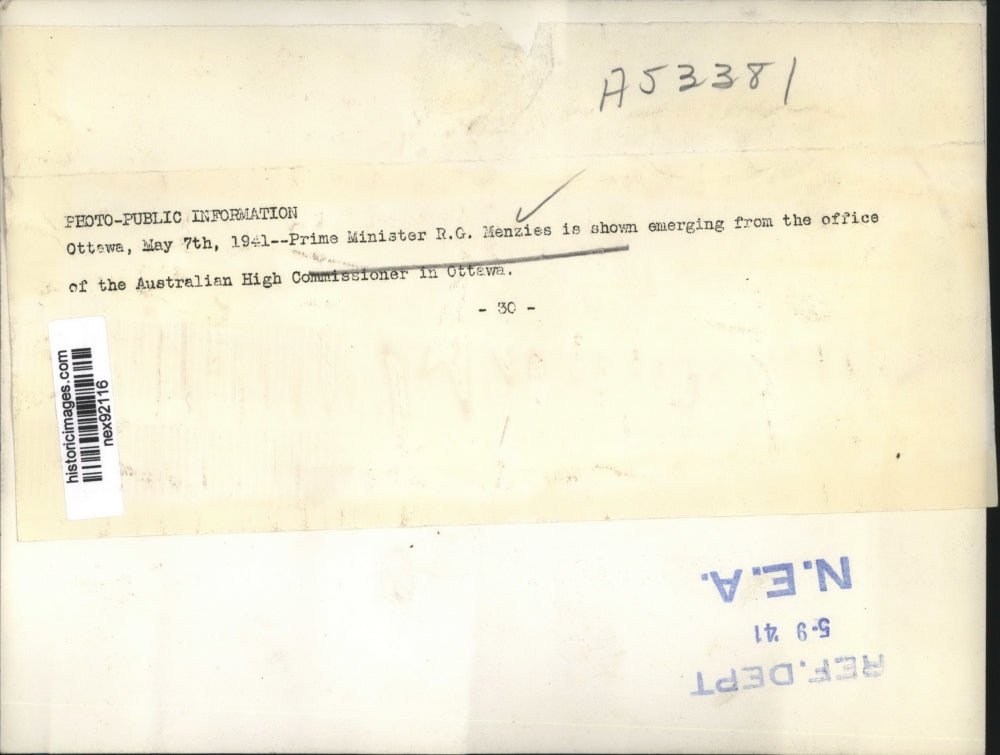 A53381
PHOTO-PUBLIC INFORMATION
Ottawa, May 7th, 1941--Prime Minister R.G. Menzies is shown emerging from the office
of the Australian High Commissioner in Ottawa.
- 30 -
historicimages.com
nex92116
N.E.A.
5-9 41
REF. DEPT